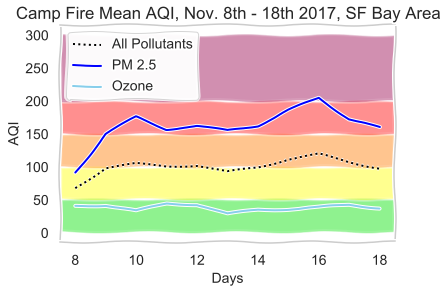 Camp Fire Mean AQI, Nov. 8th - 18th 2017, SF Bay Area
All Pollutants
PM 2.5
Ozone
AQI
300
250
200
150
100
50
0
8
10
12
14
16
18
Days